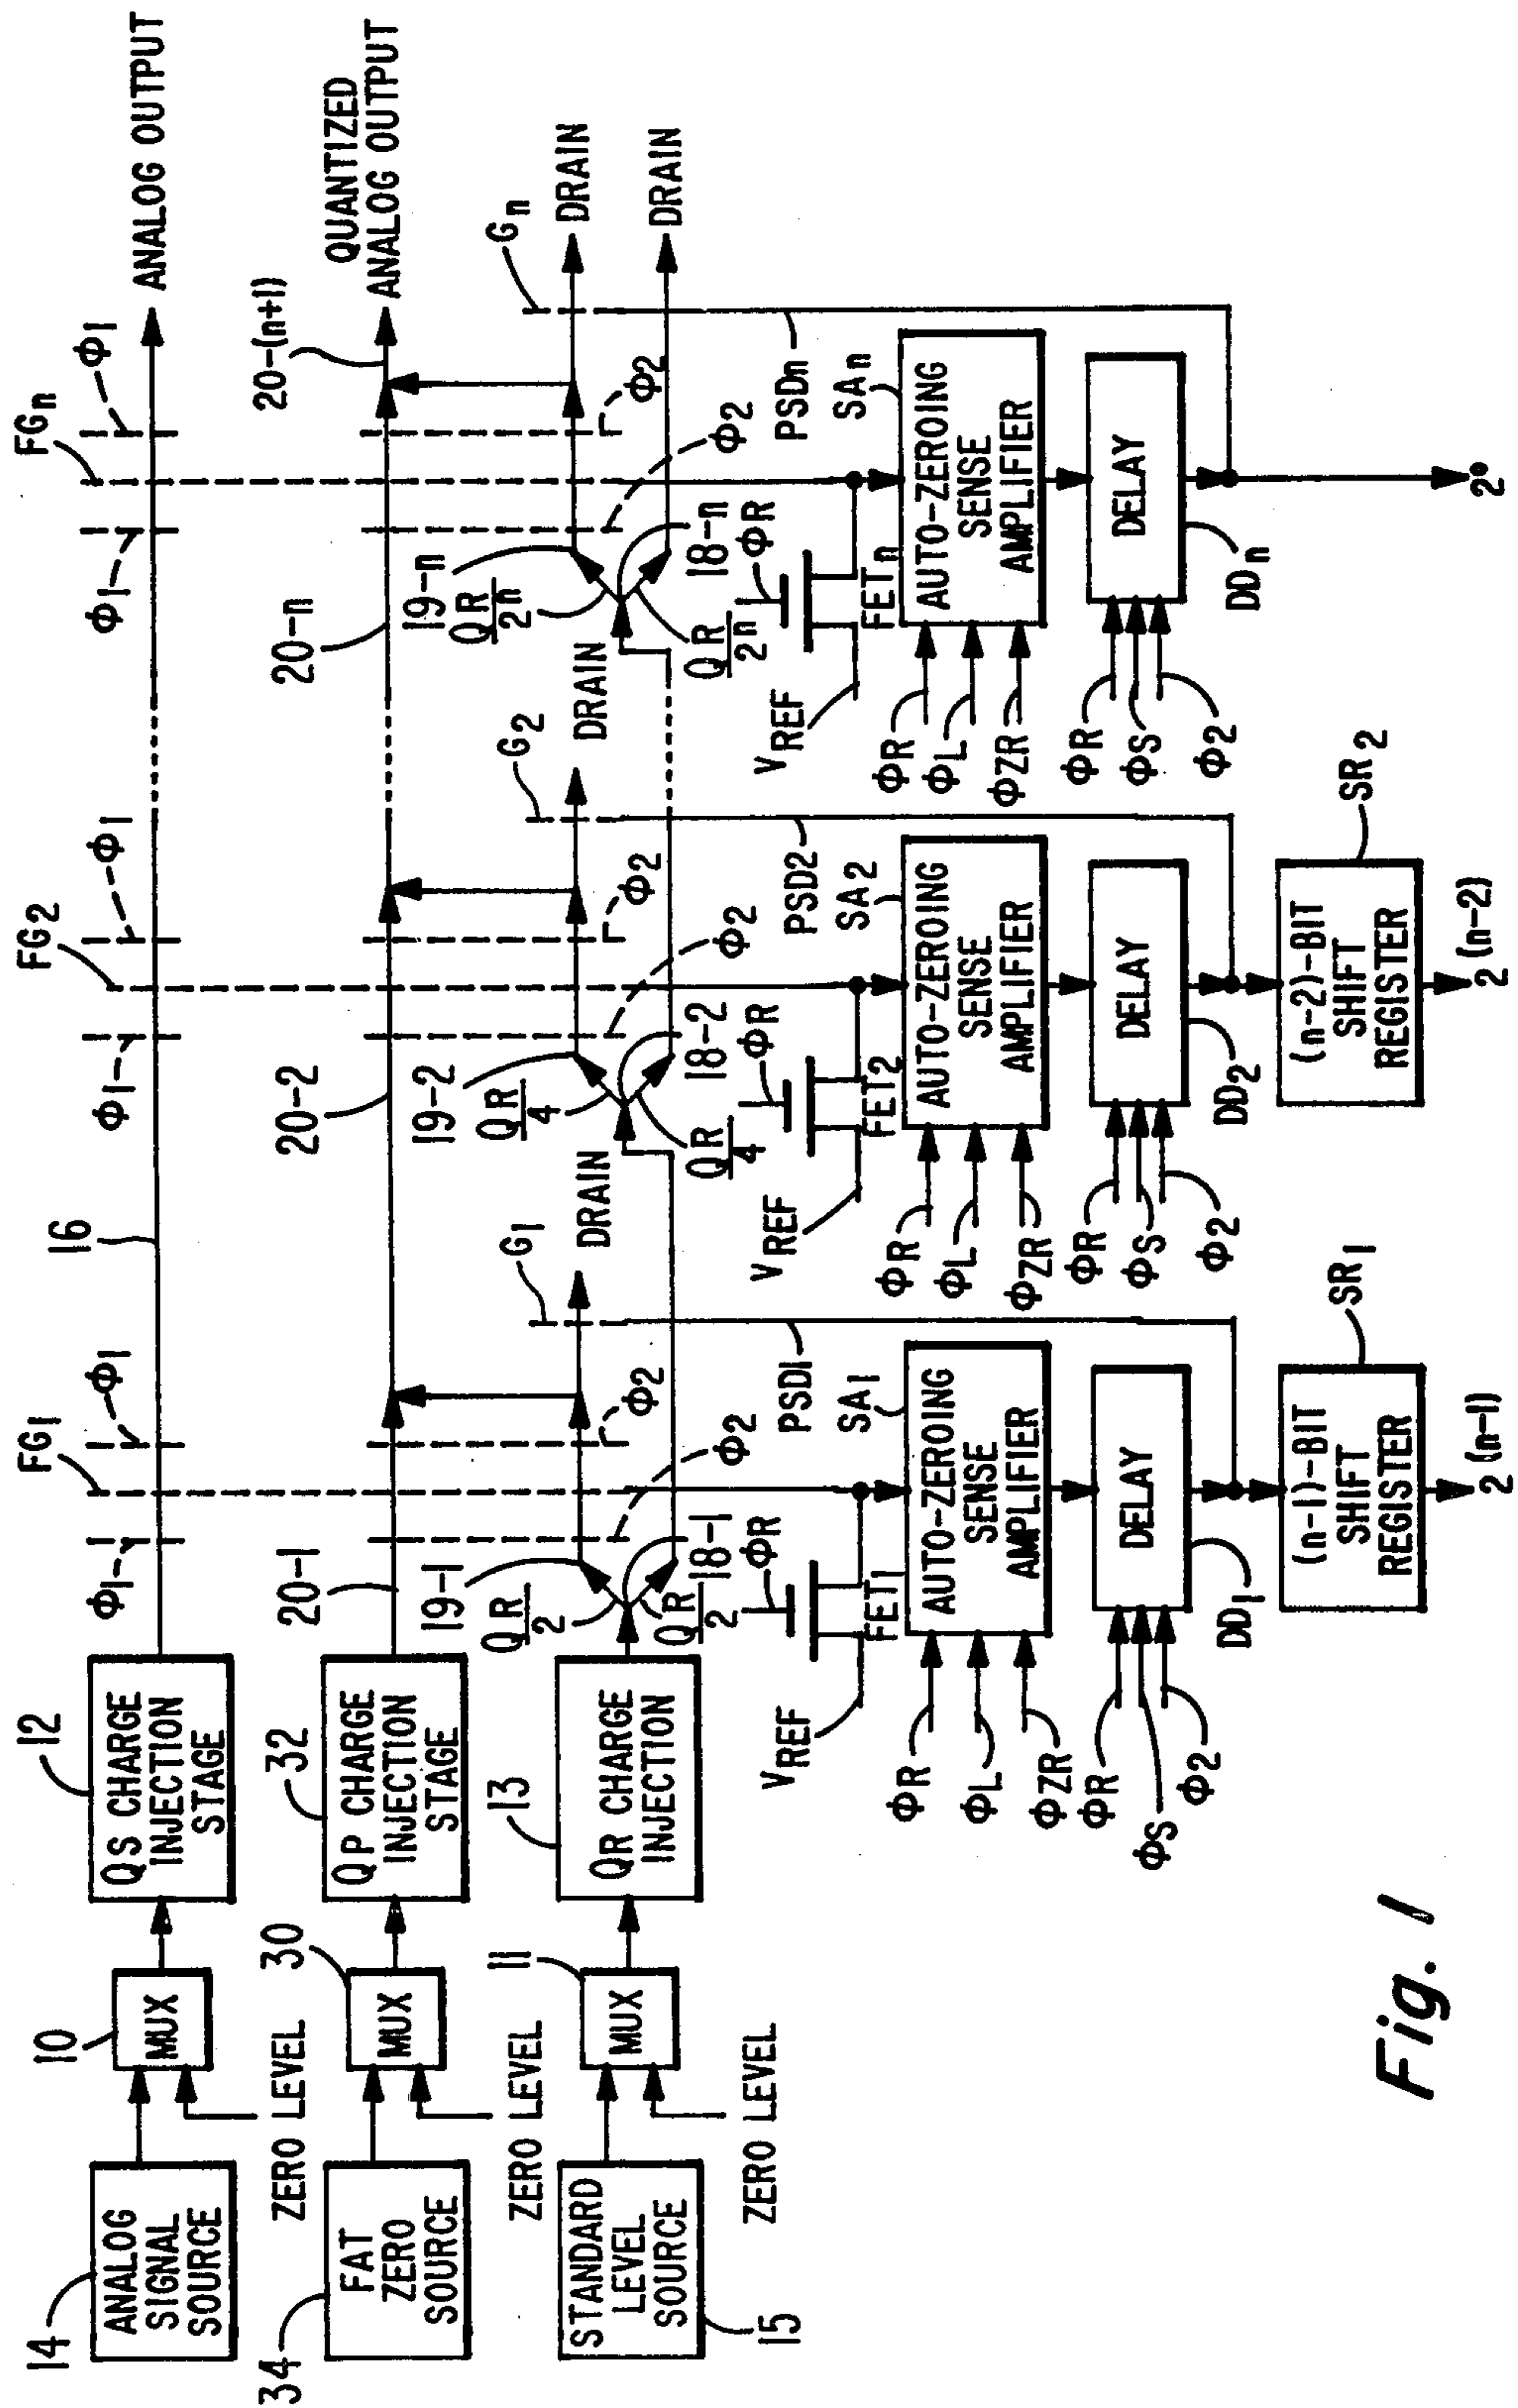 14
ANALOG
SIGNAL
SOURCE
10
MUX
ZERO LEVEL
12
QS CHARGE
INJECTION
STAGE
Φ1
FG1
Φ1
16
Φ1
FG2
Φ1
Φ1
FGn
Φ1
ANALOG OUTPUT
34
FAT
ZERO
SOURCE
30
MUX
ZERO LEVEL
32
QP CHARGE
INJECTION
STAGE
20-1
20-2
20-n
20-(n+1)
QUANTIZED
ANALOG OUTPUT
15
STANDARD
LEVEL
SOURCE
11
MUX
ZERO LEVEL
13
QR CHARGE
INJECTION
19-1
QR
2
QR
2
18-1
Φ2
Φ2
G1
DRAIN
19-2
QR
4
QR
4
18-2
Φ2
Φ2
G2
DRAIN
19-n
QR
2n
QR
2n
18-n
Φ2
Φ2
Gn
DRAIN
DRAIN
VREF
ΦR
FET1
PSD1
VREF
ΦR
FET2
PSD2
VREF
ΦR
FETn
PSDn
ΦR
ΦL
ΦZR
AUTO-ZEROING
SENSE
AMPLIFIER
SA1
ΦR
ΦL
ΦZR
AUTO-ZEROING
SENSE
AMPLIFIER
SA2
ΦR
ΦL
ΦZR
AUTO-ZEROING
SENSE
AMPLIFIER
SAn
ΦR
ΦS
Φ2
DELAY
DD1
ΦR
ΦS
Φ2
DELAY
DD2
ΦR
ΦS
Φ2
DELAY
DDn
(n-1)-BIT
SHIFT
REGISTER
SR1
(n-2)-BIT
SHIFT
REGISTER
SR2
2(n-1)
2(n-2)
2°
Fig. 1